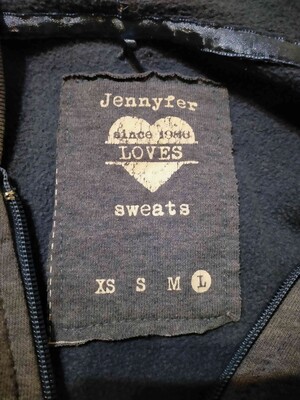 Jennyfer
since 1986
LOVES
sweats
XS S M L